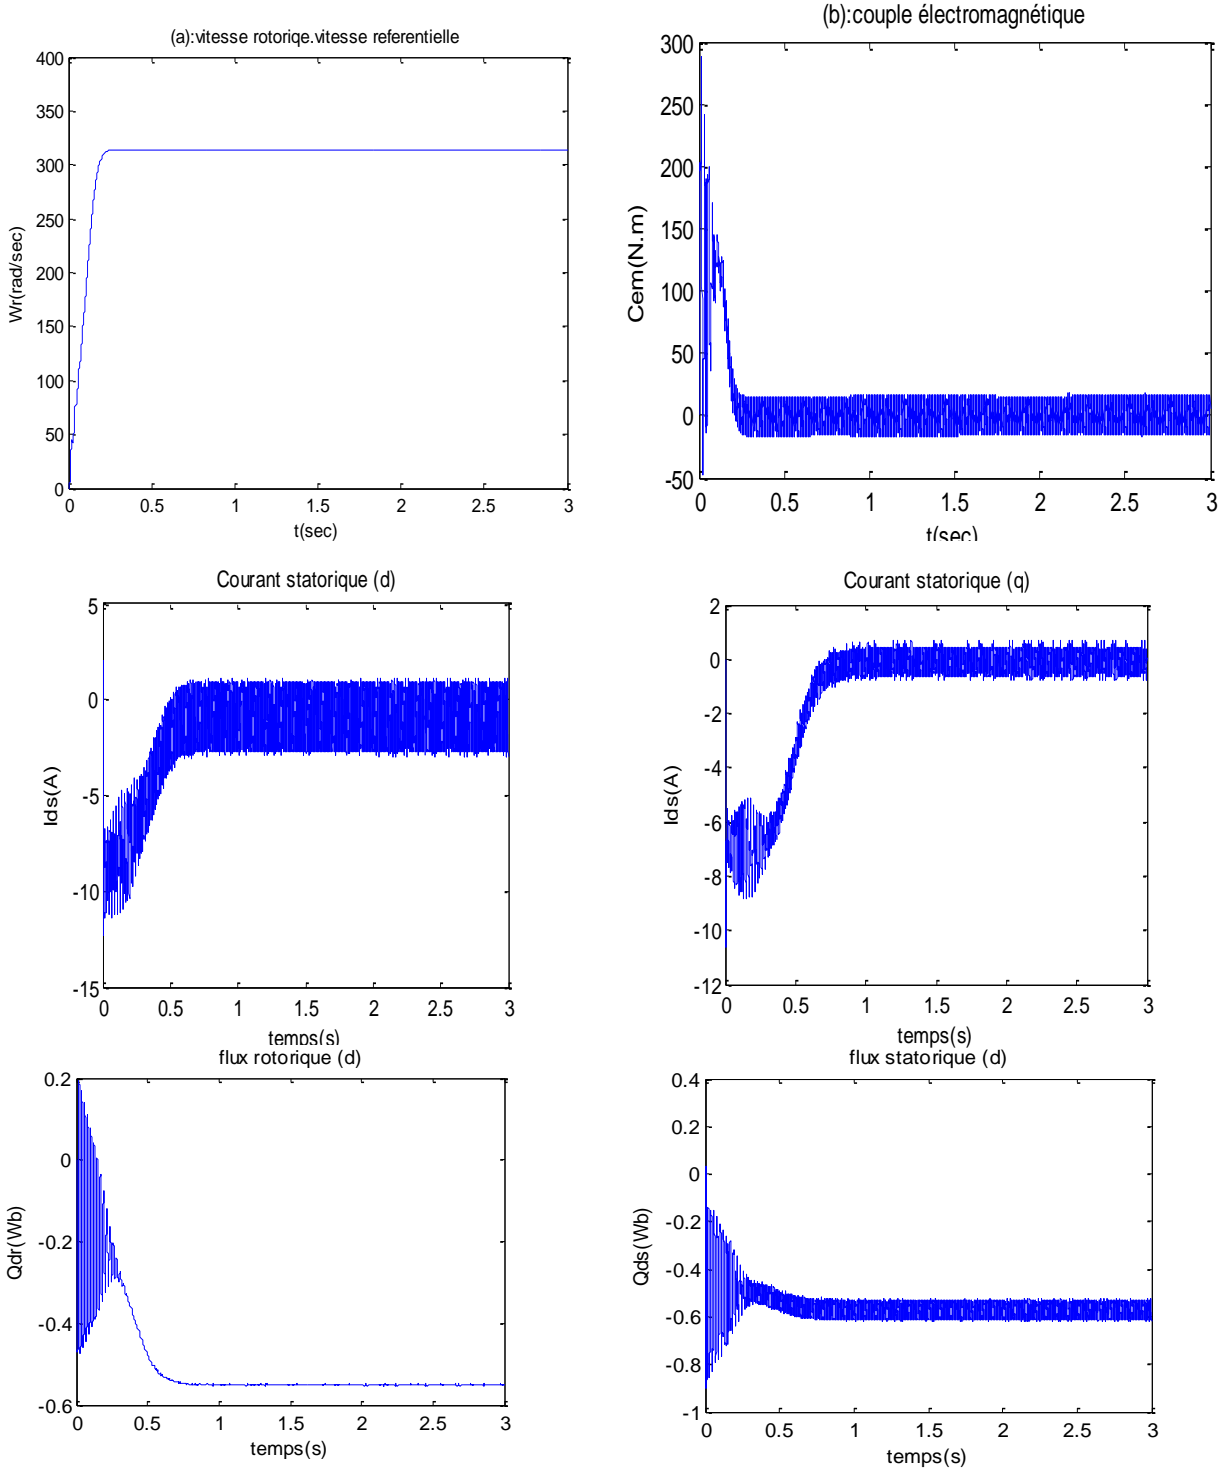 (a):vitesse rotoriqe.vitesse referentielle
400
350
300
250
200
150
100
50
0
Wr(rad/sec)
0 0.5 1 1.5 2 2.5 3
t(sec)
(b):couple électromagnétique
300
250
200
150
100
50
0
-50
Cem(N.m)
0 0.5 1 1.5 2 2.5 3
t(sec)
Courant statorique (d)
5
0
-5
-10
-15
Ids(A)
0 0.5 1 1.5 2 2.5 3
temps(s)
Courant statorique (q)
2
0
-2
-4
-6
-8
-10
-12
Ids(A)
0 0.5 1 1.5 2 2.5 3
temps(s)
flux rotorique (d)
0.2
0
-0.2
-0.4
-0.6
Qdr(Wb)
0 0.5 1 1.5 2 2.5 3
temps(s)
flux statorique (d)
0.4
0.2
0
-0.2
-0.4
-0.6
-0.8
-1
Qds(Wb)
0 0.5 1 1.5 2 2.5 3
temps(s)